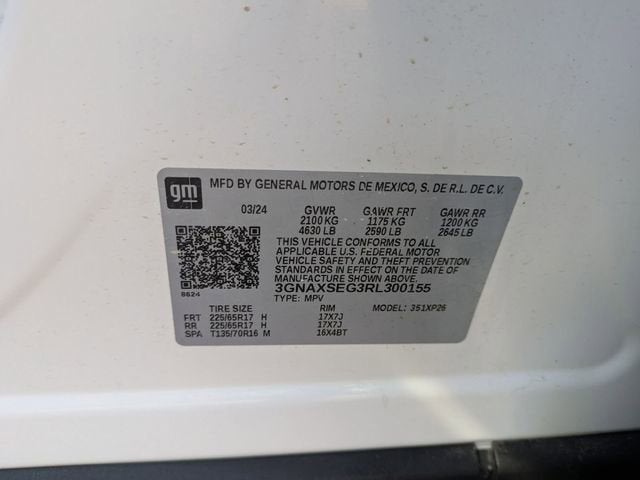 gm
MFD BY GENERAL MOTORS DE MEXICO, S. DE R.L. DE C.V.
03/24 GVWR GAWR FRT GAWR RR
2100 KG 1175 KG 1200 KG
4630 LB 2590 LB 2645 LB
THIS VEHICLE CONFORMS TO ALL
APPLICABLE U.S. FEDERAL MOTOR
VEHICLE SAFETY AND THEFT
PREVENTION STANDARDS IN EFFECT ON THE DATE OF
MANUFACTURE SHOWN ABOVE.
3GNAXSEG3RL300155
8624 TYPE: MPV
TIRE SIZE RIM MODEL: 351XP26
FRT 225/65R17 H 17X7J
RR 225/65R17 H 17X7J
SPA T135/70R16 M 16X4BT